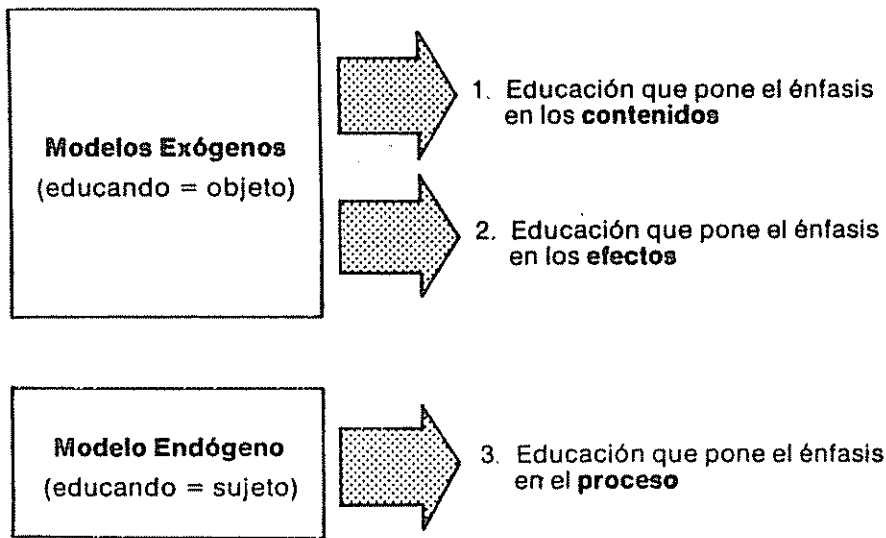 Modelos Exógenos
(educando = objeto)
1. Educación que pone el énfasis
en los contenidos
2. Educación que pone el énfasis
en los efectos
Modelo Endógeno
(educando = sujeto)
3. Educación que pone el énfasis
en el proceso